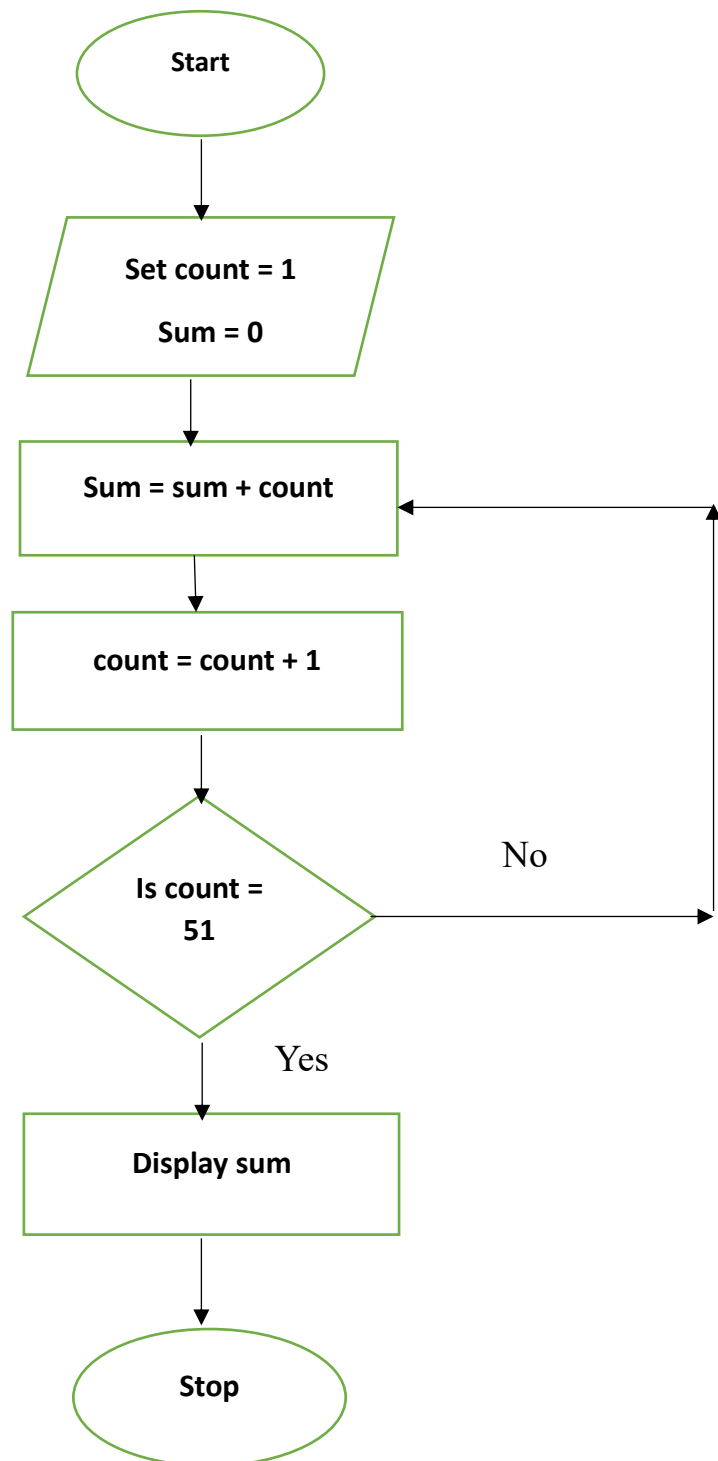 Start
Set count = 1
Sum = 0
Sum = sum + count
count = count + 1
Is count =
51
No
Yes
Display sum
Stop